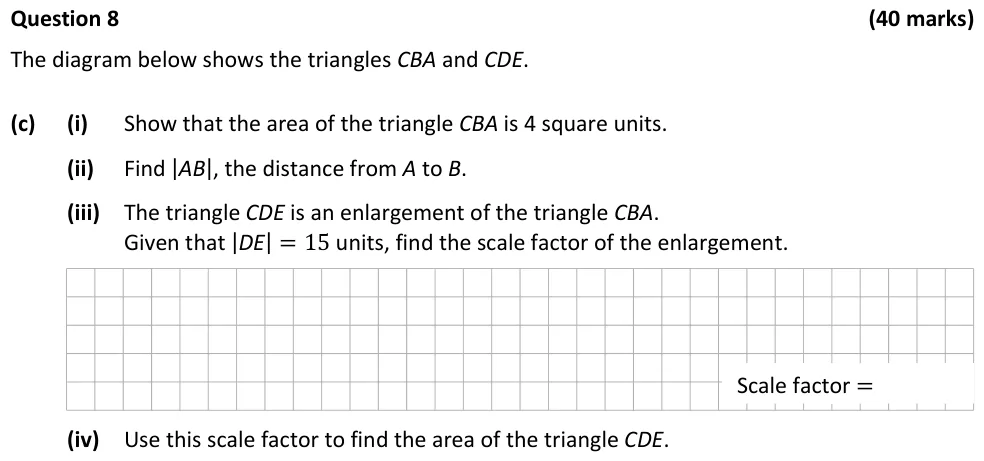 Question 8 (40 marks)
The diagram below shows the triangles CBA and CDE.
(c) (i) Show that the area of the triangle CBA is 4 square units.
(ii) Find |AB|, the distance from A to B.
(iii) The triangle CDE is an enlargement of the triangle CBA.
Given that |DE| = 15 units, find the scale factor of the enlargement.
Scale factor =
(iv) Use this scale factor to find the area of the triangle CDE.